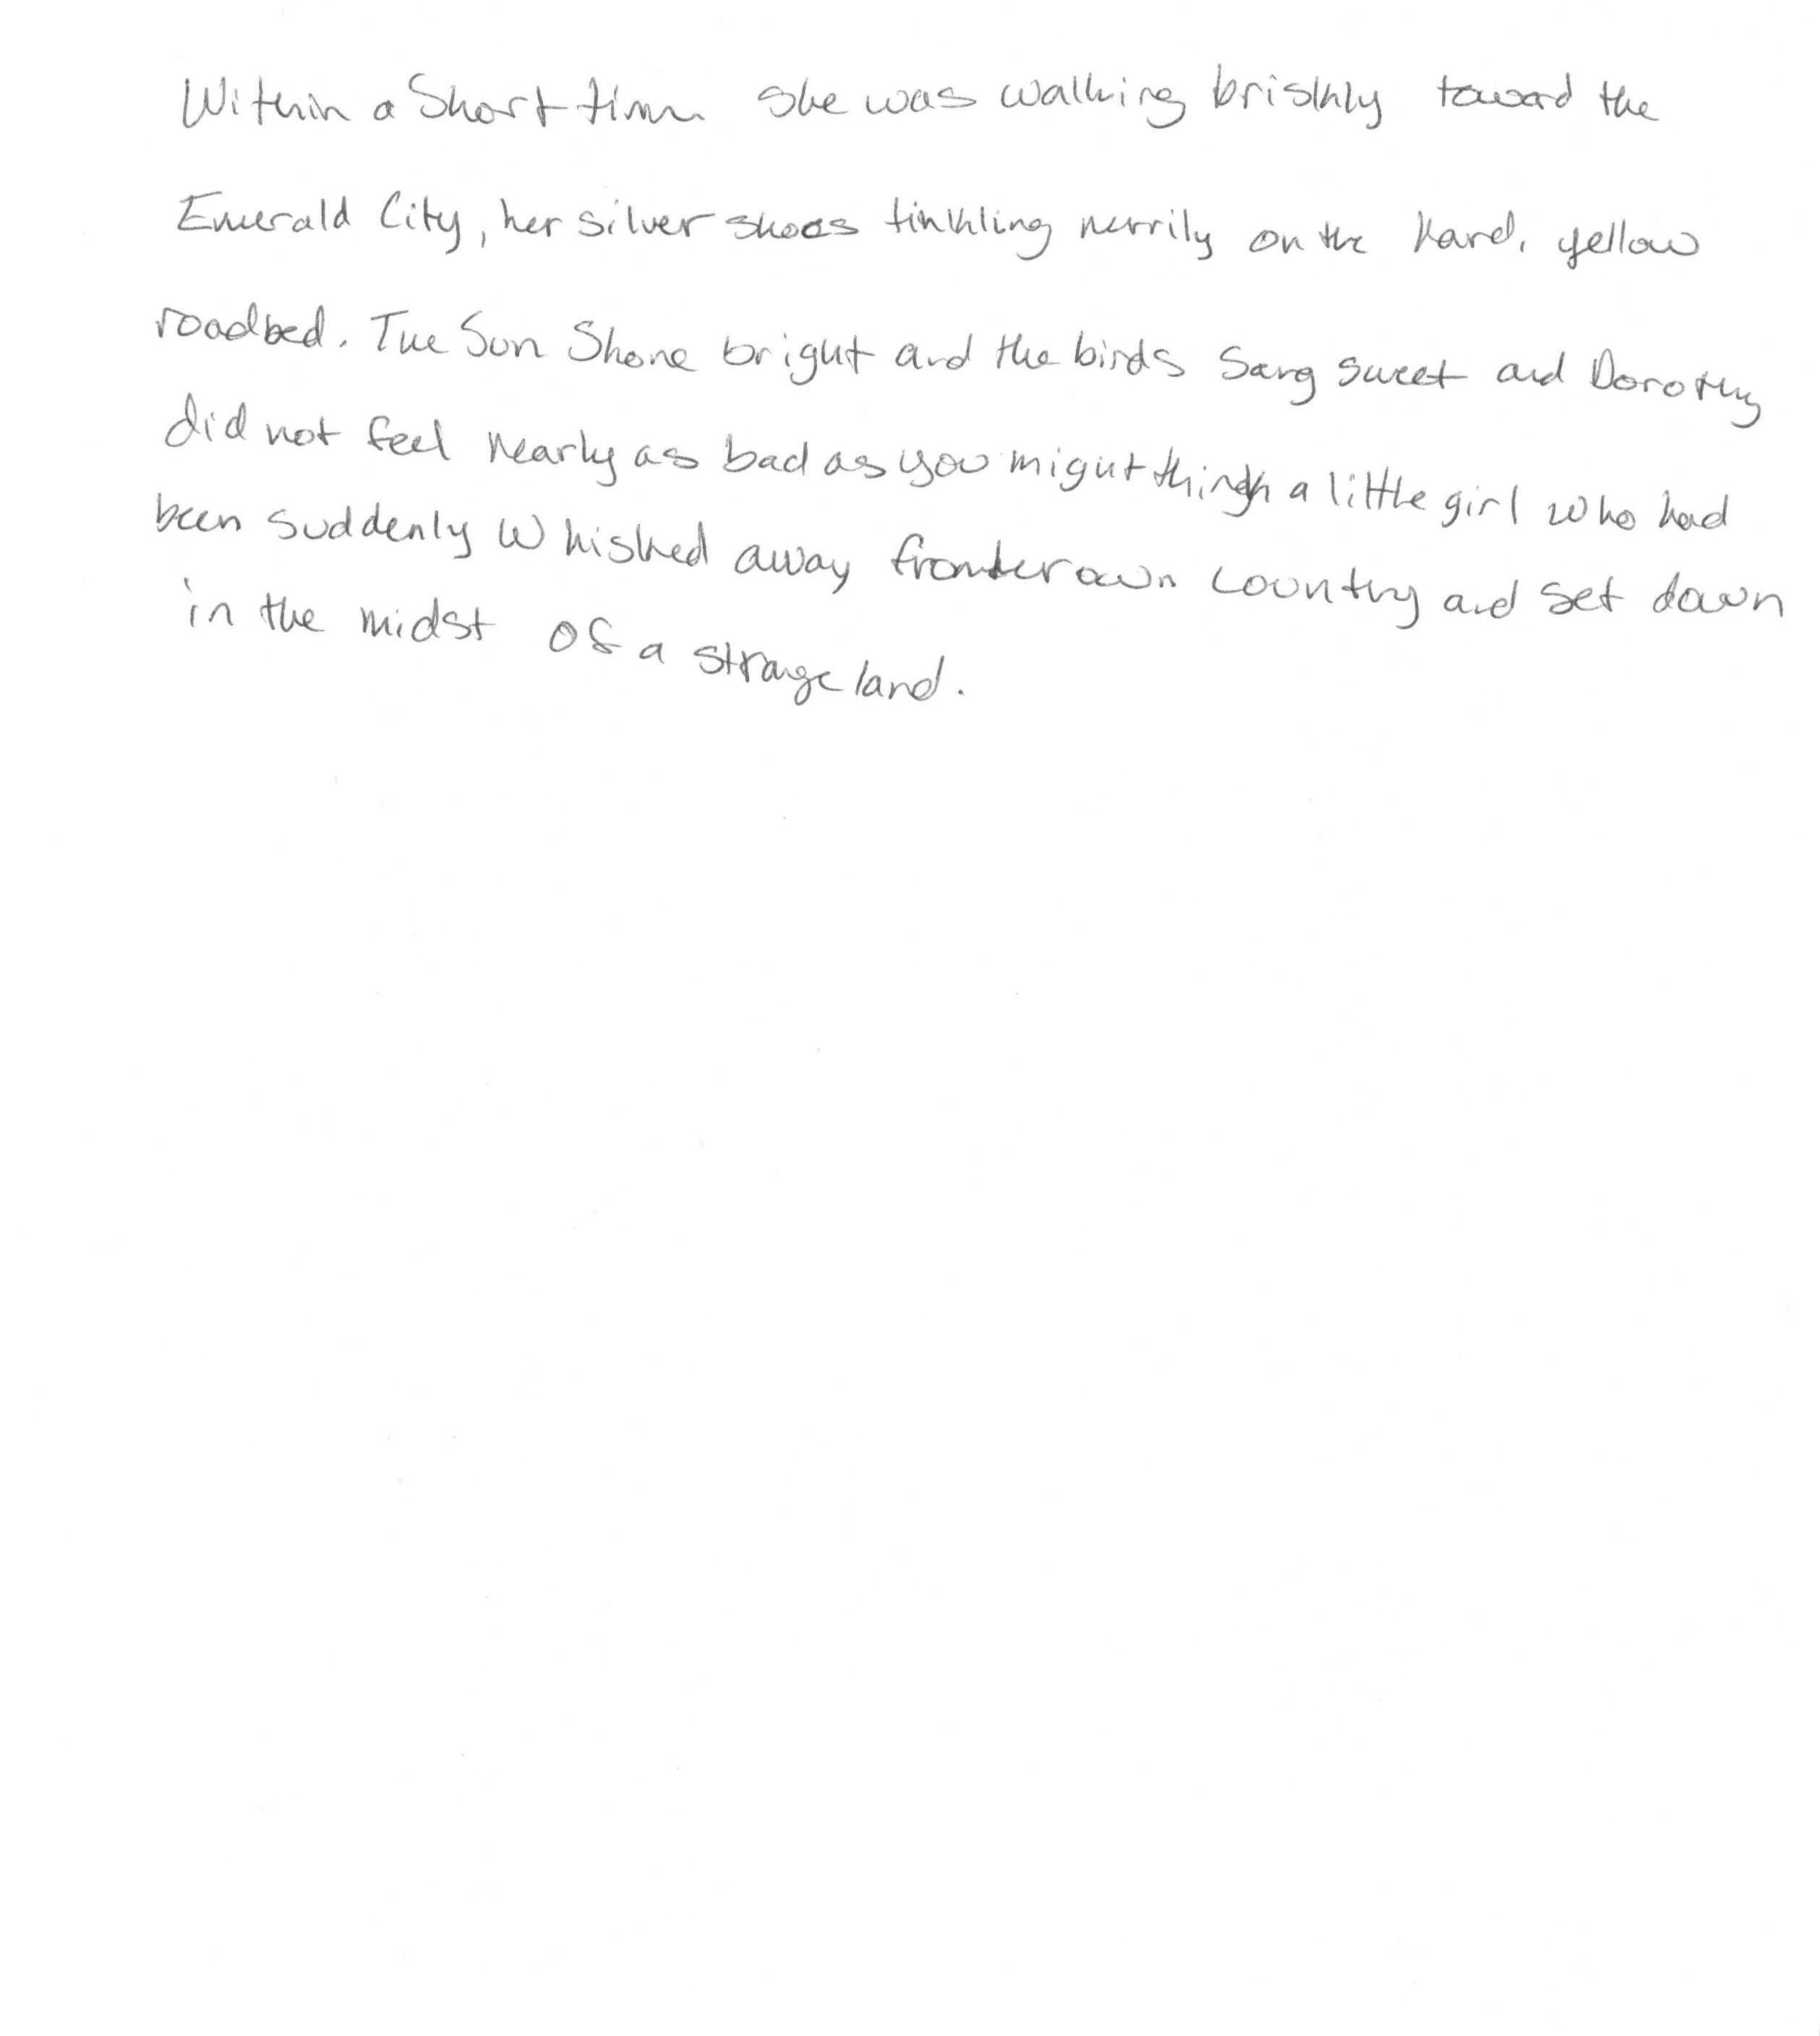 Within a Short time she was walking briskly toward the
Emerald City, her silver shoes tinkling merrily on the hard, yellow
roadbed. The Sun Shone bright and the birds Sang sweet and Dorothy
did not feel nearly as bad as you might think a little girl who had
been suddenly Whisked away from her own country and set down
in the midst of a strange land.